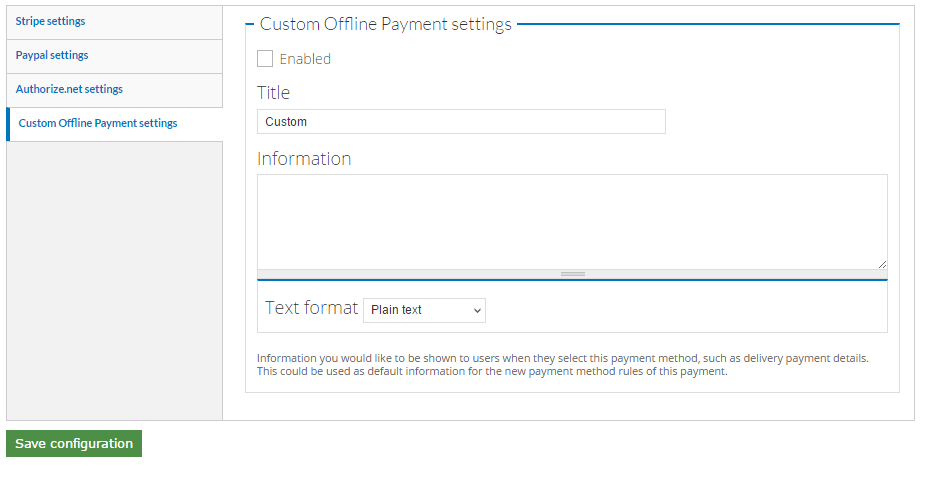 Stripe settings
Paypal settings
Authorize.net settings
Custom Offline Payment settings
Custom Offline Payment settings
Enabled
Title
Custom
Information
Text format Plain text
Information you would like to be shown to users when they select this payment method, such as delivery payment details.
This could be used as default information for the new payment method rules of this payment.
Save configuration